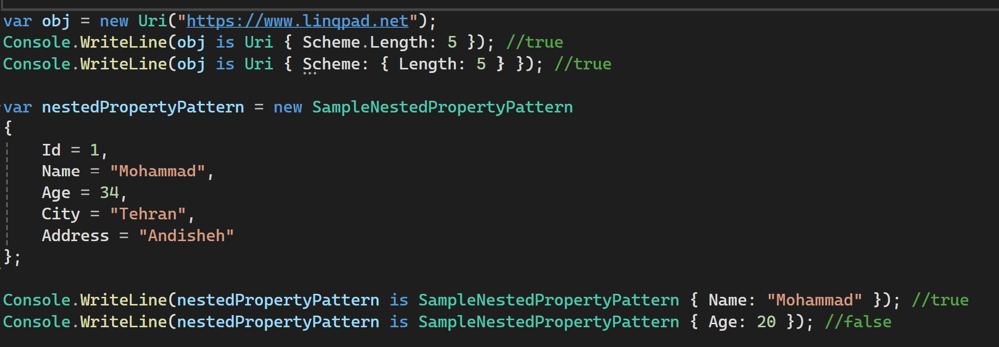 var obj = new Uri("https://www.linqpad.net");
Console.WriteLine(obj is Uri { Scheme.Length: 5 }); //true
Console.WriteLine(obj is Uri { Scheme: { Length: 5 } }); //true
var nestedPropertyPattern = new SampleNestedPropertyPattern
{
    Id = 1,
    Name = "Mohammad",
    Age = 34,
    City = "Tehran",
    Address = "Andisheh"
};
Console.WriteLine(nestedPropertyPattern is SampleNestedPropertyPattern { Name: "Mohammad" }); //true
Console.WriteLine(nestedPropertyPattern is SampleNestedPropertyPattern { Age: 20 }); //false